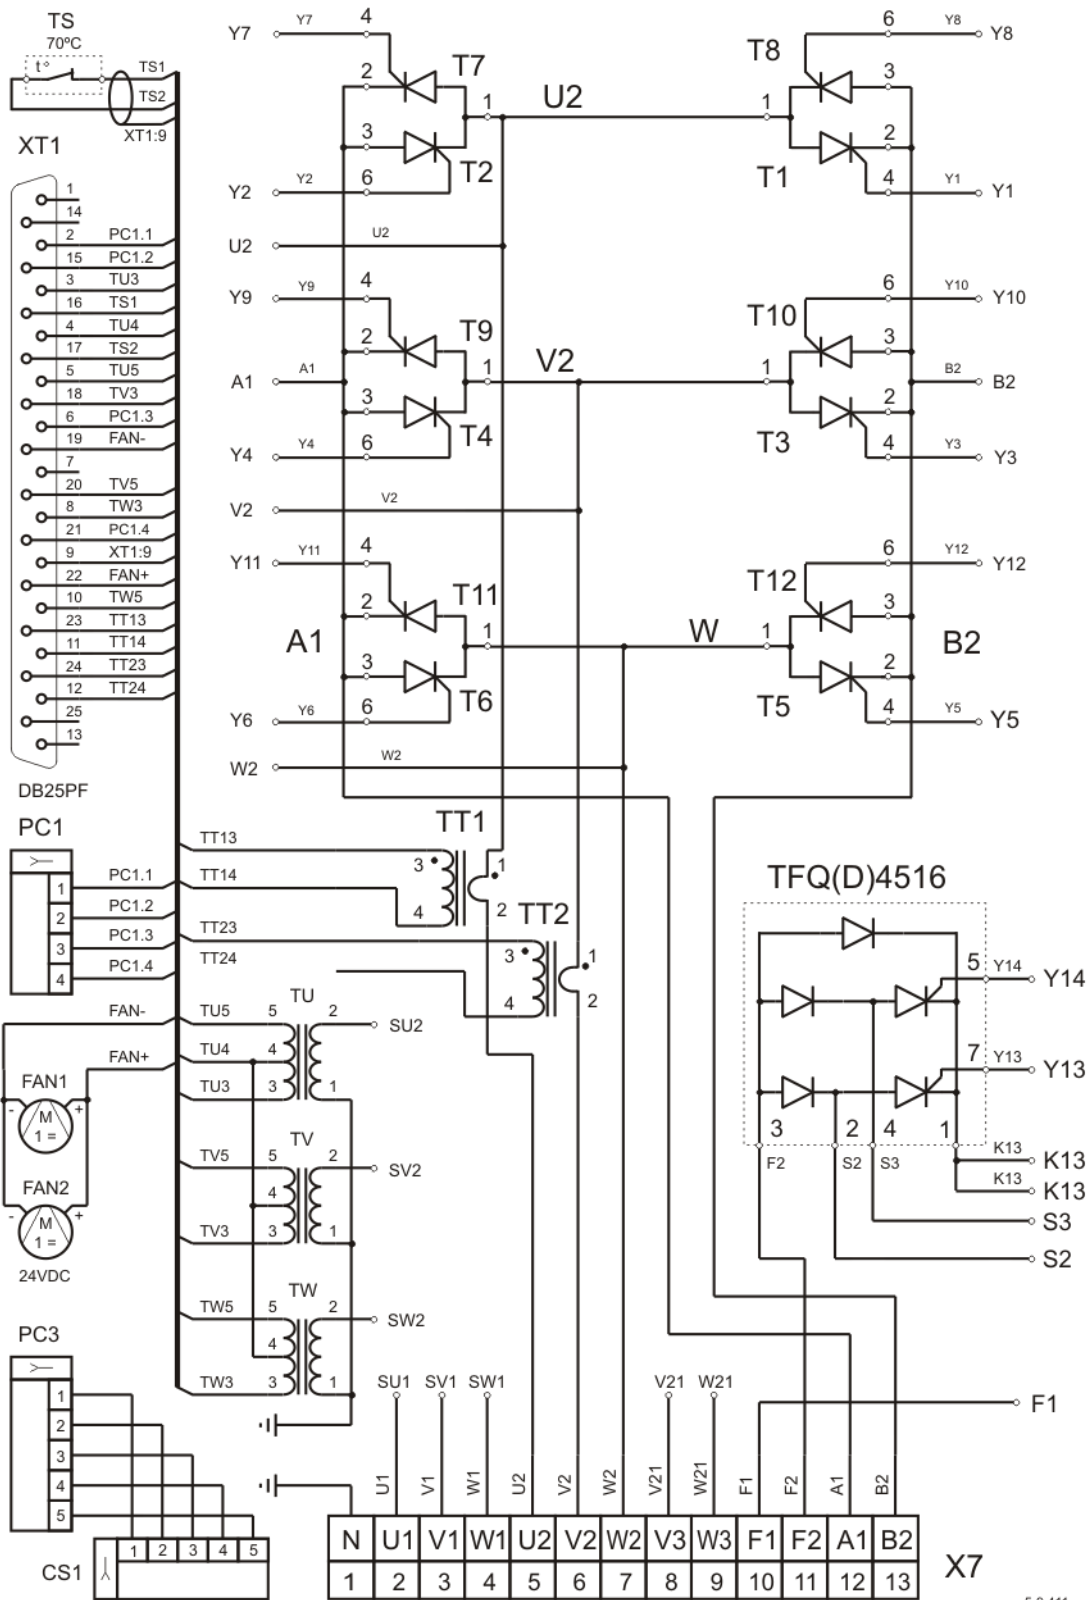 TS
70ºC
t°
TS1
TS2
XT1:9
XT1
1
14
2 PC1.1
15 PC1.2
3 TU3
16 TS1
4 TU4
17 TS2
5 TU5
18 TV3
6 PC1.3
19 FAN-
7
20 TV5
8 TW3
21 PC1.4
9 XT1:9
22 FAN+
10 TW5
23 TT13
11 TT14
24 TT23
12 TT24
25
13
DB25PF
PC1
1 PC1.1
2 PC1.2
3 PC1.3
4 PC1.4
FAN-
FAN+
FAN1
- +
M
1 =
FAN2
- +
M
1 =
24VDC
PC3
1
2
3
4
5
CS1
1 2 3 4 5
Y7 Y7 4
2 T7
1
3
T2
Y2 Y2 6
U2
U2 U2
6 Y8 Y8
T8
3
1
2
T1
4 Y1 Y1
Y9 Y9 4
2 T9
1
A1 A1
3
T4
Y4 Y4 6
V2
V2 V2
6 Y10 Y10
T10
3
1
B2 B2
2
T3
4 Y3 Y3
Y11 Y11 4
2 T11
A1
1
3
T6
Y6 Y6 6
W
W2 W2
6 Y12 Y12
T12
3
1
B2
2
T5
4 Y5 Y5
TT13
TT14
TT1
3 1
4 2
TT23
TT24
TT2
3 1
4 2
TU
TU5 5 2 SU2
TU4 4
TU3 3 1
TV
TV5 5 2 SV2
4
TV3 3 1
TW
TW5 5 2 SW2
4
TW3 3 1
TFQ(D)4516
5 Y14 Y14
7 Y13 Y13
3 2 4 1
F2 S2 S3
K13 K13
K13 K13
S3
S2
F1
SU1 SV1 SW1 V21 W21
U1 V1 W1 U2 V2 W2 V21 W21 F1 F2 A1 B2
N U1 V1 W1 U2 V2 W2 V3 W3 F1 F2 A1 B2
1 2 3 4 5 6 7 8 9 10 11 12 13
X7